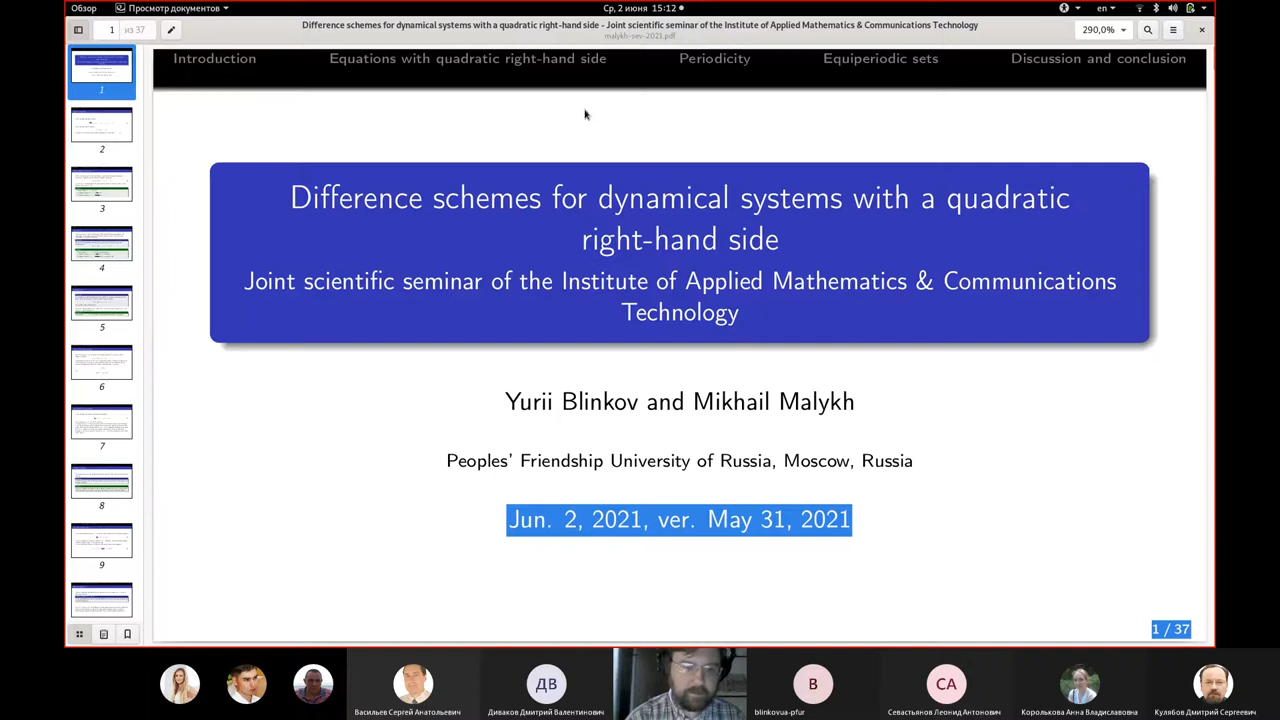 Обзор
Просмотр документов
Ср, 2 июня 15:12
en
1
из 37
Difference schemes for dynamical systems with a quadratic right-hand side - Joint scientific seminar of the Institute of Applied Mathematics & Communications Technology
malykh-sev-2021.pdf
290,0%
Introduction
Equations with quadratic right-hand side
Periodicity
Equiperiodic sets
Discussion and conclusion
1
2
3
4
5
6
7
8
9
Difference schemes for dynamical systems with a quadratic
right-hand side
Joint scientific seminar of the Institute of Applied Mathematics & Communications
Technology
Yurii Blinkov and Mikhail Malykh
Peoples' Friendship University of Russia, Moscow, Russia
Jun. 2, 2021, ver. May 31, 2021
1 / 37
ДВ
В
СА
Васильев Сергей Анатольевич
Диваков Дмитрий Валентинович
blinkovua-pfur
Севастьянов Леонид Антонович
Королькова Анна Владиславовна
Кулябов Дмитрий Сергеевич